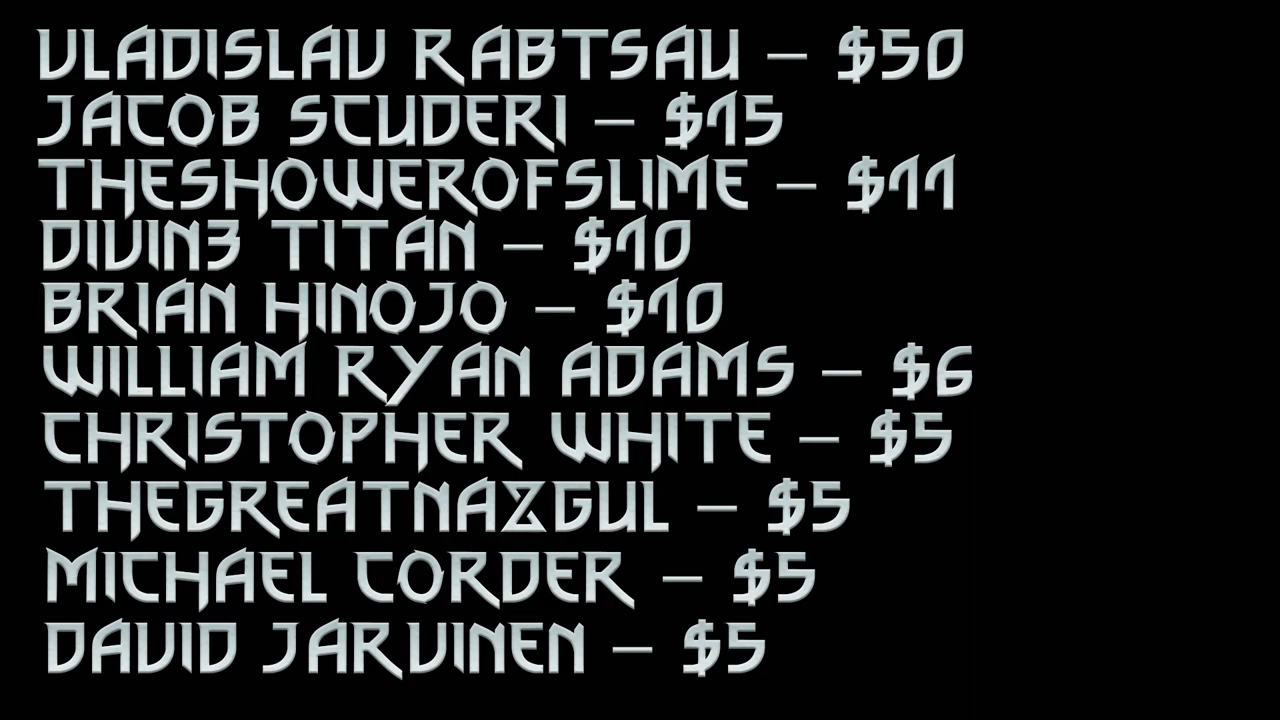 VLADISLAV RABTSAU – $50
JACOB SCUDERI – $15
THESHOWEROFSLIME – $11
DIVIN3 TITAN – $10
BRIAN HINOJO – $10
WILLIAM RYAN ADAMS – $6
CHRISTOPHER WHITE – $5
THEGREATNAZGUL – $5
MICHAEL CORDER – $5
DAVID JARVINEN – $5